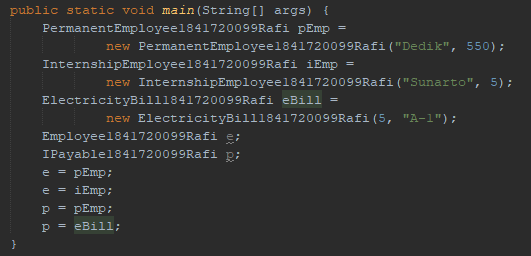 public static void main(String[] args) {
PermanentEmployee1841720099Rafi pEmp =
new PermanentEmployee1841720099Rafi("Dedik", 550);
InternshipEmployee1841720099Rafi iEmp =
new InternshipEmployee1841720099Rafi("Sunarto", 5);
ElectricityBill1841720099Rafi eBill =
new ElectricityBill1841720099Rafi(5, "A-1");
Employee1841720099Rafi e;
IPayable1841720099Rafi p;
e = pEmp;
e = iEmp;
p = pEmp;
p = eBill;
}